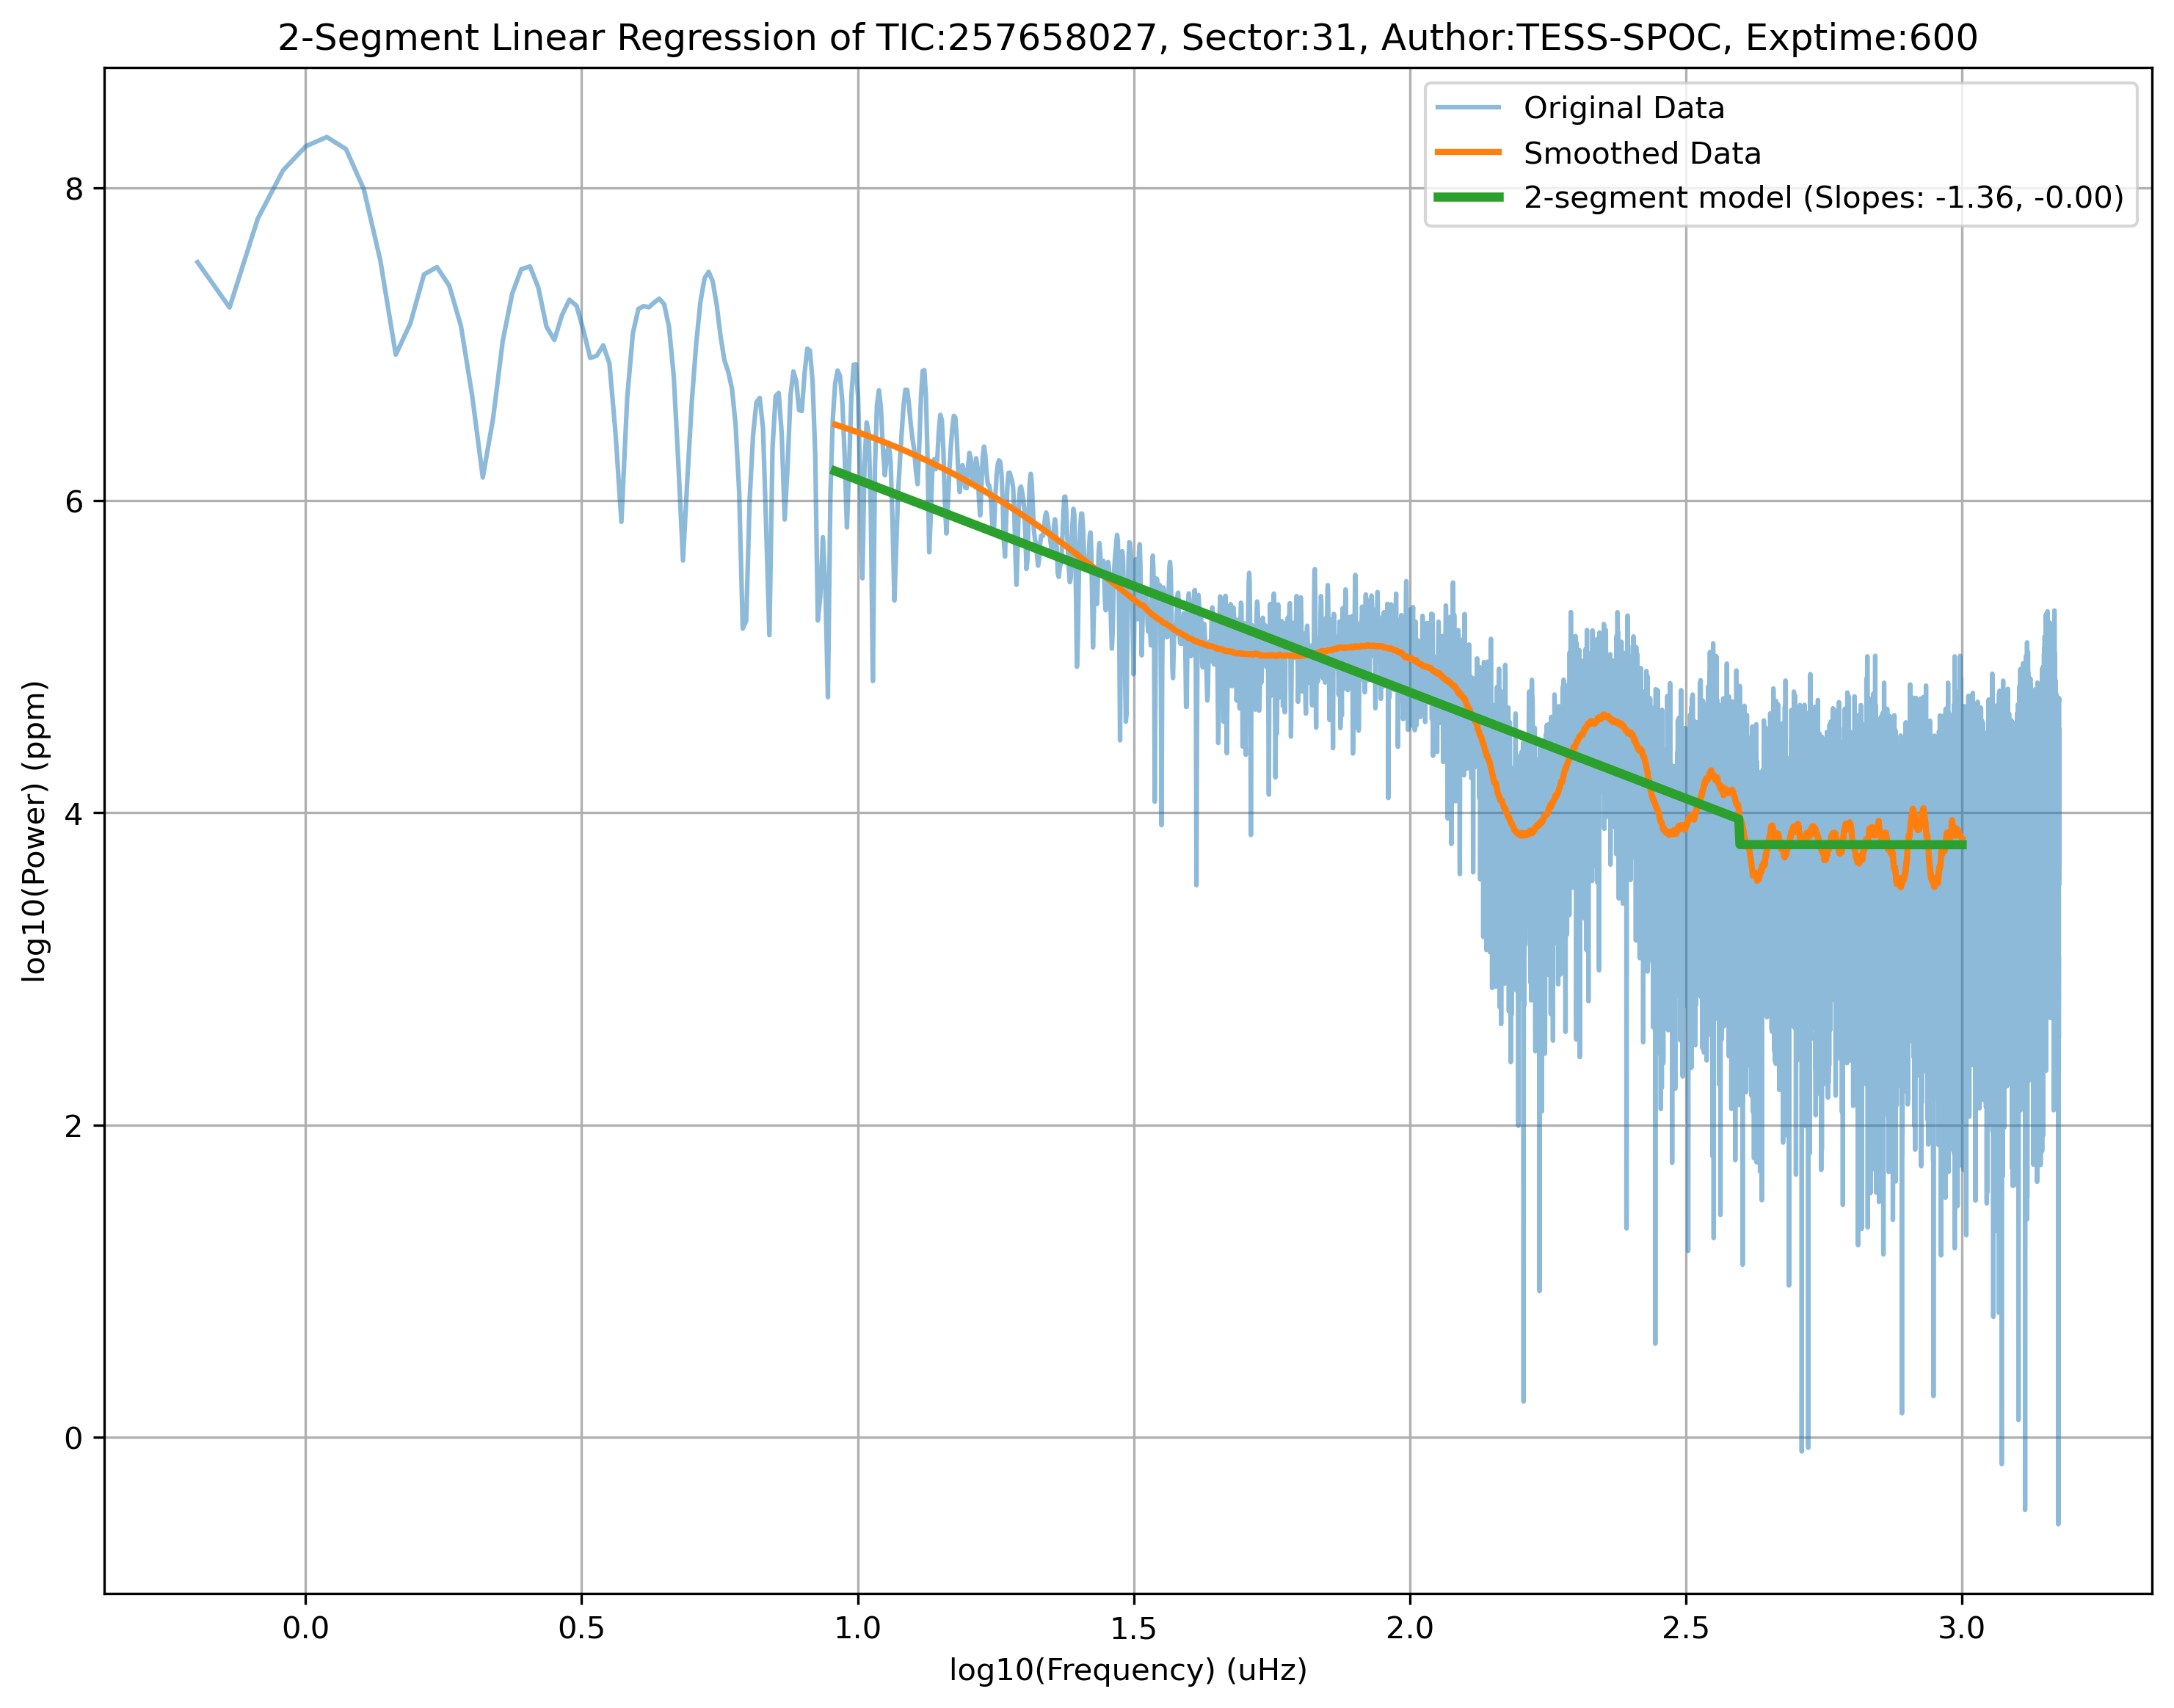 2-Segment Linear Regression of TIC:257658027, Sector:31, Author:TESS-SPOC, Exptime:600
Original Data
Smoothed Data
2-segment model (Slopes: -1.36, -0.00)
log10(Power) (ppm)
8
6
4
2
0
0.0 0.5 1.0 1.5 2.0 2.5 3.0
log10(Frequency) (uHz)